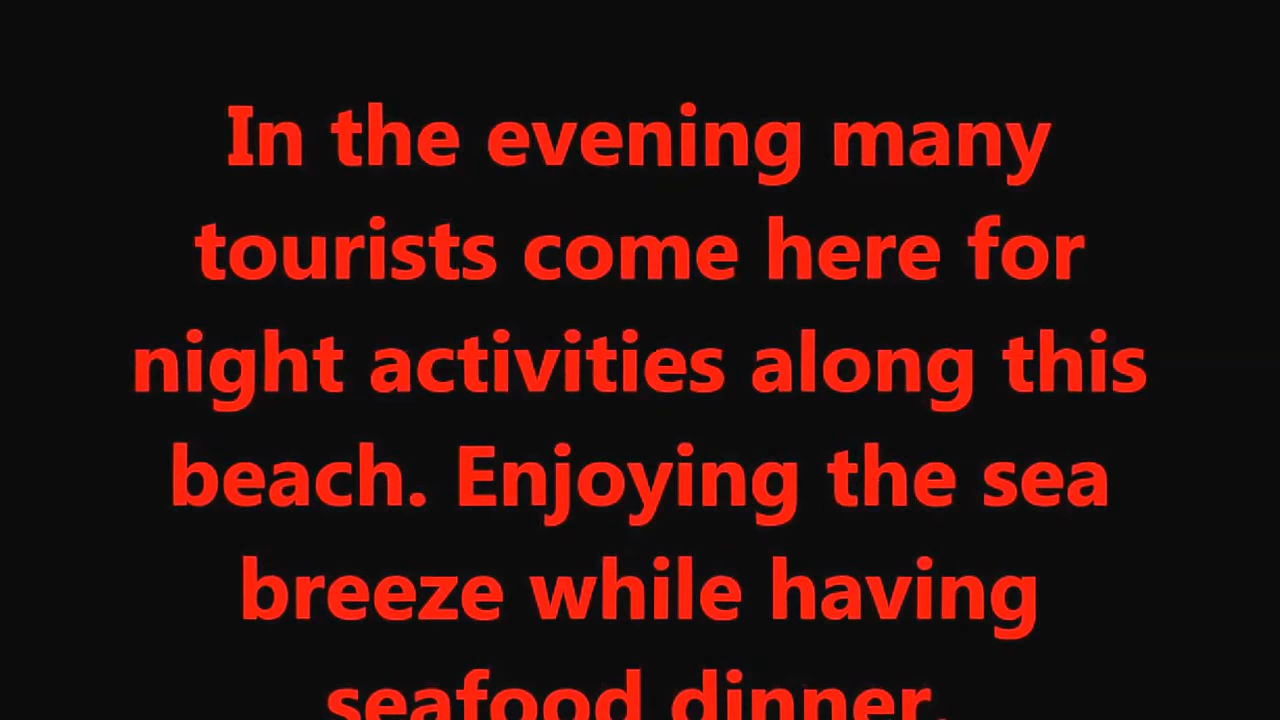 In the evening many
tourists come here for
night activities along this
beach. Enjoying the sea
breeze while having
seafood dinner.